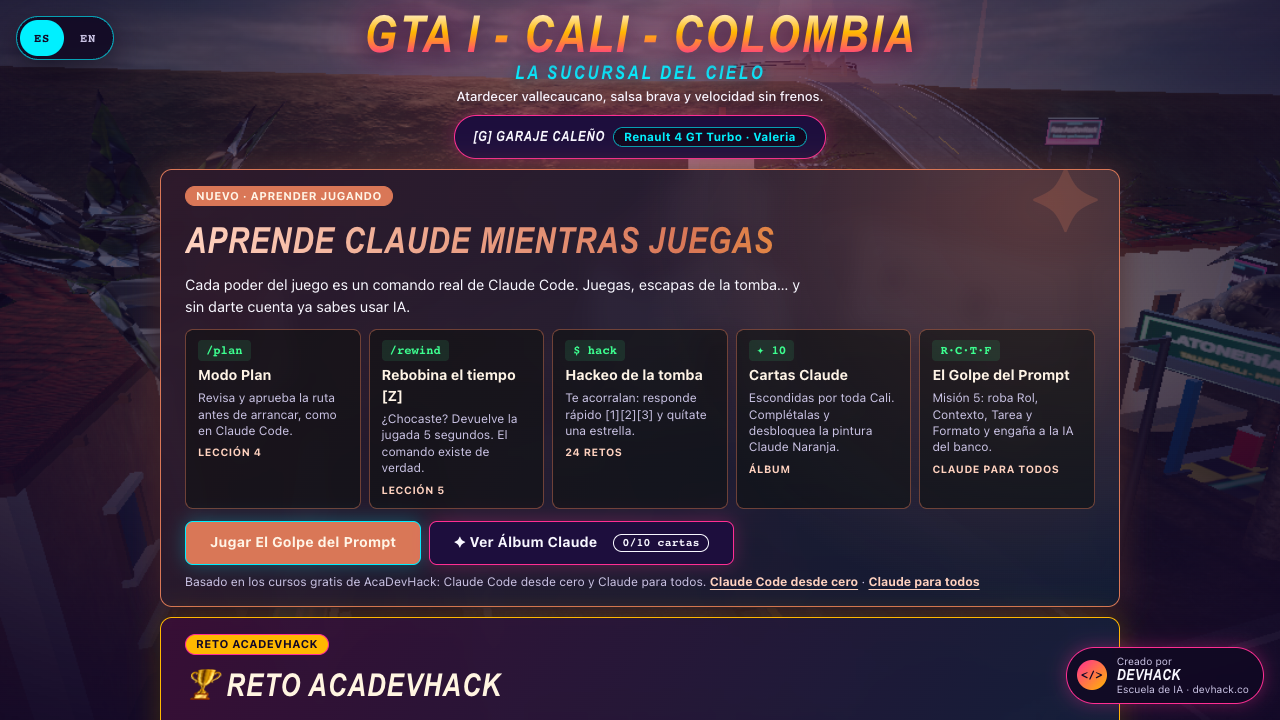 ES EN
GTA I - CALI - COLOMBIA
LA SUCURSAL DEL CIELO
Atardecer vallecaucano, salsa brava y velocidad sin frenos.
[G] GARAJE CALEÑO Renault 4 GT Turbo · Valeria
NUEVO · APRENDER JUGANDO
APRENDE CLAUDE MIENTRAS JUEGAS
Cada poder del juego es un comando real de Claude Code. Juegas, escapas de la tomba... y
sin darte cuenta ya sabes usar IA.
/plan
Modo Plan
Revisa y aprueba la ruta
antes de arrancar, como
en Claude Code.
LECCIÓN 4
/rewind
Rebobina el tiempo
[Z]
¿Chocaste? Devuelve la
jugada 5 segundos. El
comando existe de
verdad.
LECCIÓN 5
$ hack
Hackeo de la tomba
Te acorralan: responde
rápido [1][2][3] y quítate
una estrella.
24 RETOS
✦ 10
Cartas Claude
Escondidas por toda Cali.
Complétalas y
desbloquea la pintura
Claude Naranja.
ÁLBUM
R·C·T·F
El Golpe del Prompt
Misión 5: roba Rol,
Contexto, Tarea y
Formato y engaña a la IA
del banco.
CLAUDE PARA TODOS
Jugar El Golpe del Prompt
✦ Ver Álbum Claude 0/10 cartas
Basado en los cursos gratis de AcaDevHack: Claude Code desde cero y Claude para todos. Claude Code desde cero · Claude para todos
RETO ACADEVHACK
🏆 RETO ACADEVHACK
</> Creado por
DEVHACK
Escuela de IA · devhack.co